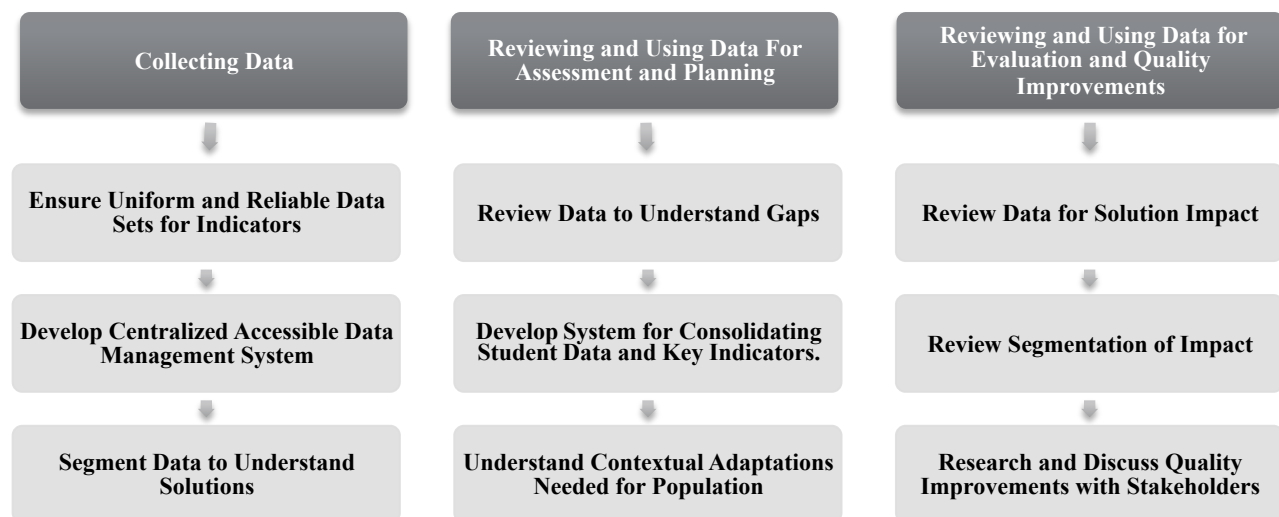 Collecting Data
Ensure Uniform and Reliable Data
Sets for Indicators
Develop Centralized Accessible Data
Management System
Segment Data to Understand
Solutions
Reviewing and Using Data For
Assessment and Planning
Review Data to Understand Gaps
Develop System for Consolidating
Student Data and Key Indicators.
Understand Contextual Adaptations
Needed for Population
Reviewing and Using Data for
Evaluation and Quality
Improvements
Review Data for Solution Impact
Review Segmentation of Impact
Research and Discuss Quality
Improvements with Stakeholders